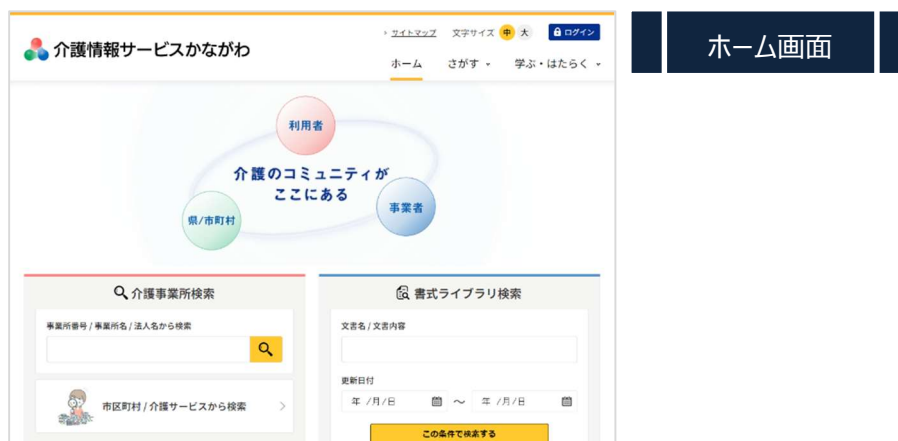 介護情報サービスかながわ
サイトマップ 文字サイズ 中 大 ログイン
ホーム さがす 学ぶ・はたらく
ホーム画面
利用者
介護のコミュニティが
ここにある
県/市町村
事業者
介護事業所検索
事業所番号 / 事業所名 / 法人名から検索
市区町村 / 介護サービスから検索
書式ライブラリ検索
文書名 / 文書内容
更新日付
年 /月/日 ～ 年 /月/日
この条件で検索する